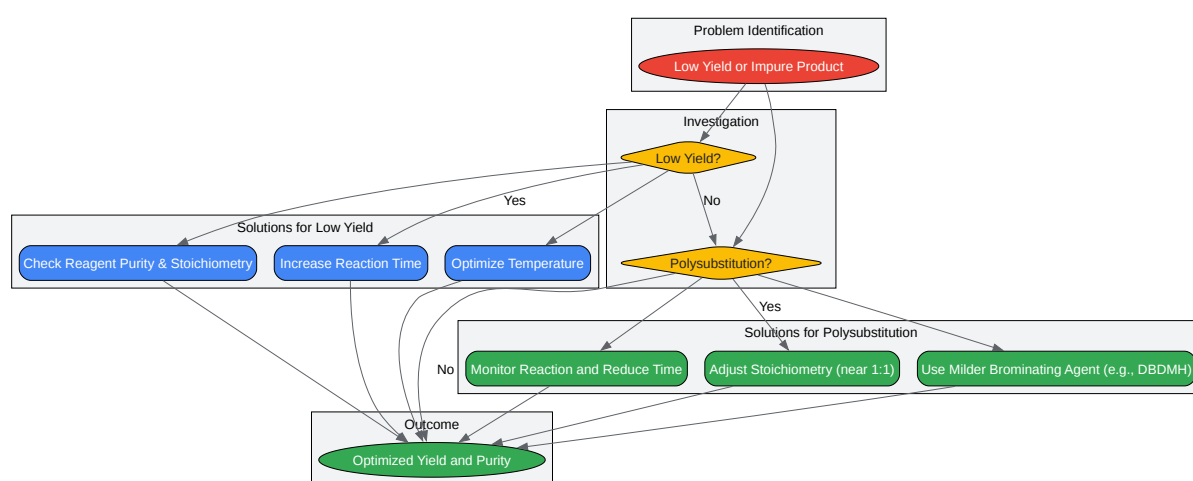 Problem Identification
Low Yield or Impure Product
Investigation
Low Yield?
Yes
No
Solutions for Low Yield
Check Reagent Purity & Stoichiometry
Increase Reaction Time
Optimize Temperature
Polysubstitution?
Yes
Solutions for Polysubstitution
No
Monitor Reaction and Reduce Time
Adjust Stoichiometry (near 1:1)
Use Milder Brominating Agent (e.g., DBDMH)
Outcome
Optimized Yield and Purity